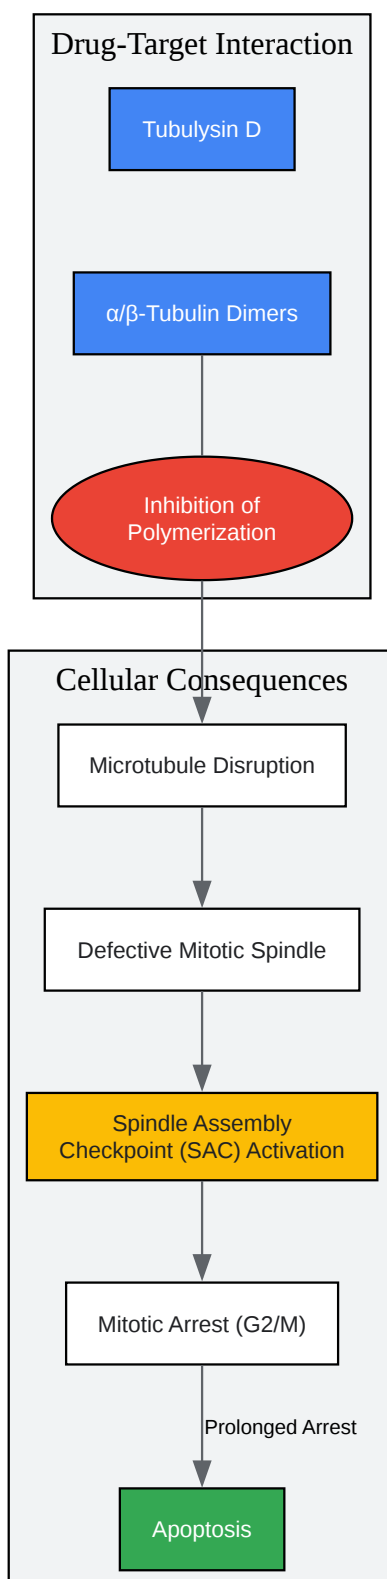 Drug-Target Interaction
Tubulysin D
α/β-Tubulin Dimers
Inhibition of
Polymerization
Cellular Consequences
Microtubule Disruption
Defective Mitotic Spindle
Spindle Assembly
Checkpoint (SAC) Activation
Mitotic Arrest (G2/M)
Prolonged Arrest
Apoptosis